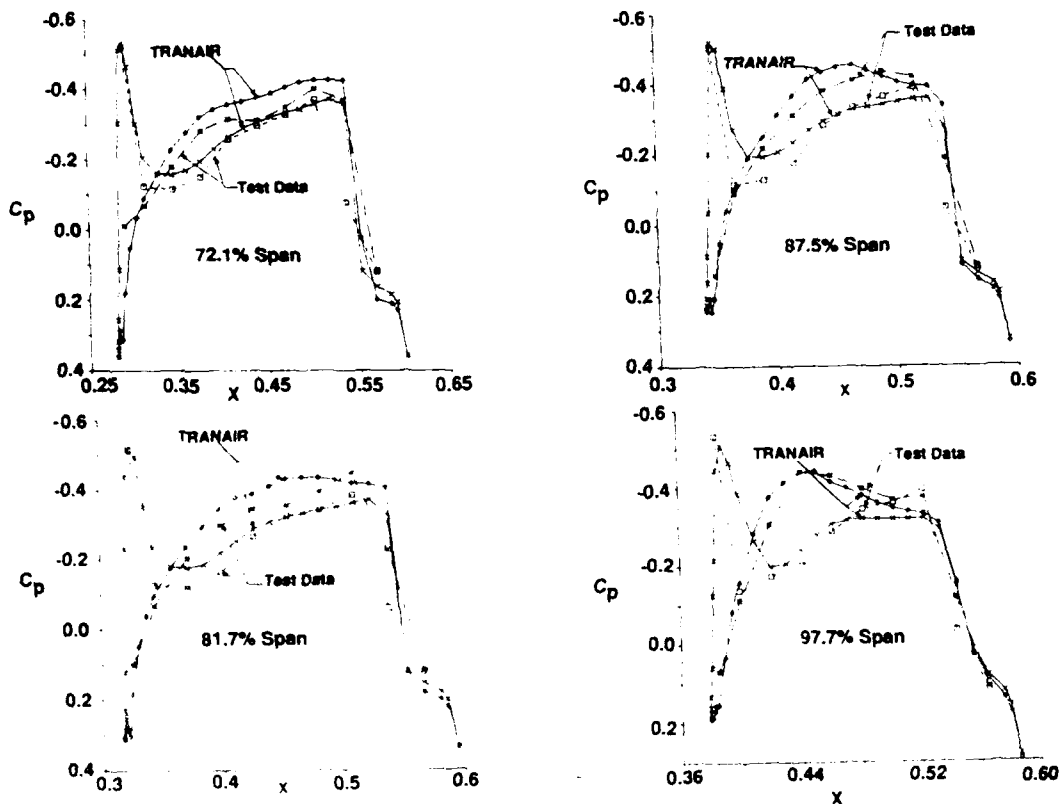 -0.6
-0.4
-0.2
0.0
0.2
0.4
Cp
TRANAIR
Test Data
72.1% Span
0.25
0.35
0.45
0.55
0.65
X
-0.6
-0.4
-0.2
0.0
0.2
0.4
Cp
Test Data
TRANAIR
87.5% Span
0.3
0.4
0.5
0.6
X
-0.6
-0.4
-0.2
0.0
0.2
0.4
Cp
TRANAIR
Test Data
81.7% Span
0.3
0.4
0.5
0.6
X
-0.6
-0.4
-0.2
0.0
0.2
Cp
TRANAIR
Test Data
97.7% Span
0.36
0.44
0.52
0.60
X